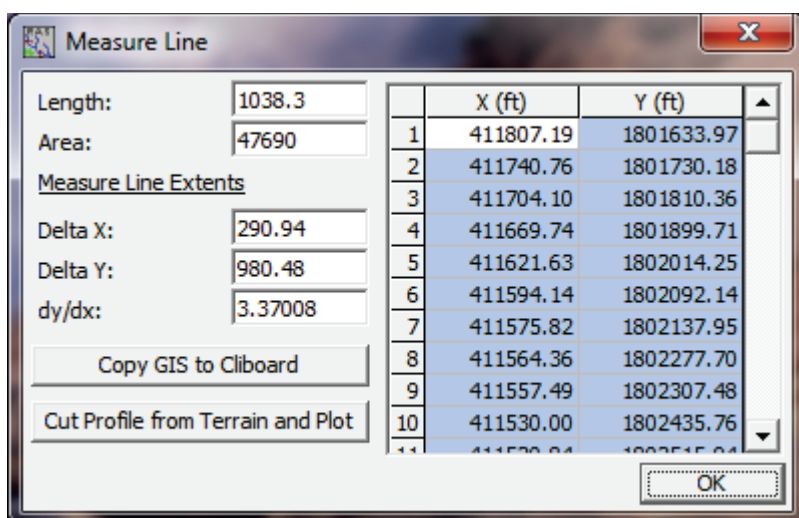 Measure Line
Length: 1038.3
Area: 47690
Measure Line Extents
Delta X: 290.94
Delta Y: 980.48
dy/dx: 3.37008
Copy GIS to Cliboard
Cut Profile from Terrain and Plot
X (ft) Y (ft)
1 411807.19 1801633.97
2 411740.76 1801730.18
3 411704.10 1801810.36
4 411669.74 1801899.71
5 411621.63 1802014.25
6 411594.14 1802092.14
7 411575.82 1802137.95
8 411564.36 1802277.70
9 411557.49 1802307.48
10 411530.00 1802435.76
OK